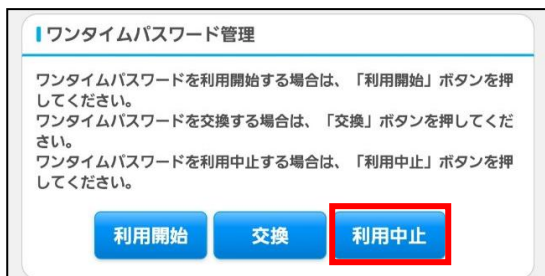 ワンタイムパスワード管理
ワンタイムパスワードを利用開始する場合は、「利用開始」ボタンを押
してください。
ワンタイムパスワードを交換する場合は、「交換」ボタンを押してくだ
さい。
ワンタイムパスワードを利用中止する場合は、「利用中止」ボタンを押
してください。
利用開始 交換 利用中止